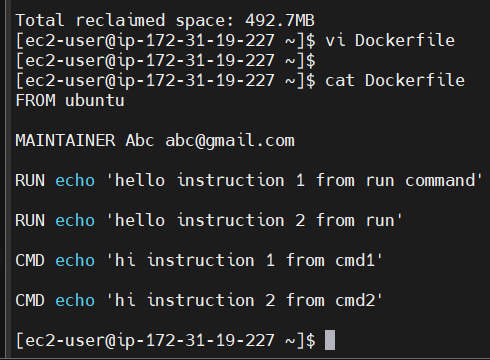 Total reclaimed space: 492.7MB
[ec2-user@ip-172-31-19-227 ~]$ vi Dockerfile
[ec2-user@ip-172-31-19-227 ~]$
[ec2-user@ip-172-31-19-227 ~]$ cat Dockerfile
FROM ubuntu
MAINTAINER Abc abc@gmail.com
RUN echo 'hello instruction 1 from run command'
RUN echo 'hello instruction 2 from run'
CMD echo 'hi instruction 1 from cmd1'
CMD echo 'hi instruction 2 from cmd2'
[ec2-user@ip-172-31-19-227 ~]$